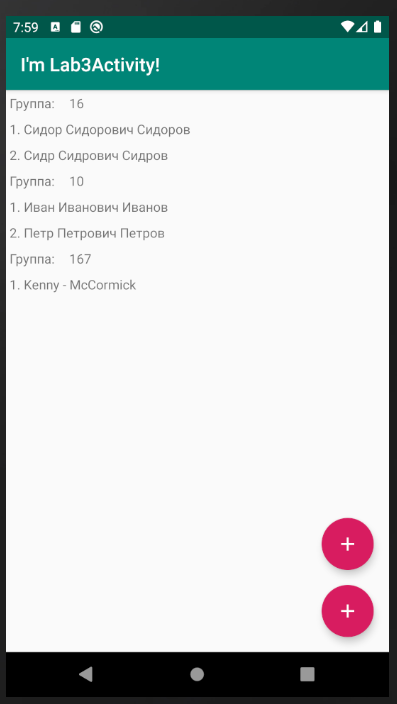 7:59
I'm Lab3Activity!
Группа: 16
1. Сидор Сидорович Сидоров
2. Сидр Сидрович Сидров
Группа: 10
1. Иван Иванович Иванов
2. Петр Петрович Петров
Группа: 167
1. Kenny - McCormick
+
+